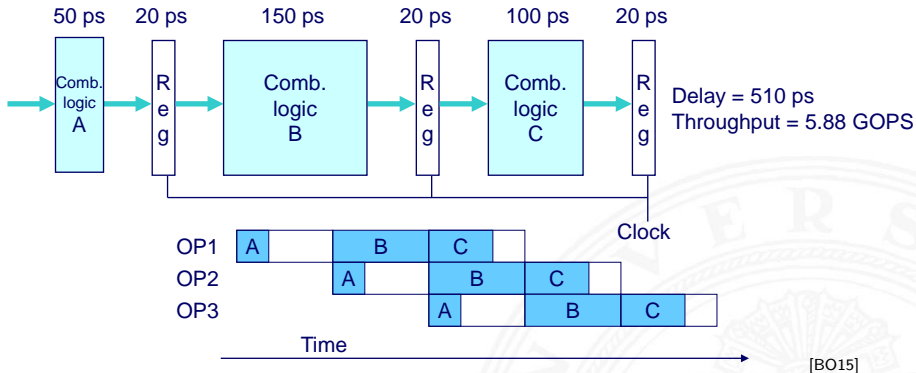 50 ps 20 ps 150 ps 20 ps 100 ps 20 ps
Comb.
logic
A
R
e
g
Comb.
logic
B
R
e
g
Comb.
logic
C
R
e
g
Delay = 510 ps
Throughput = 5.88 GOPS
Clock
OP1 A B C
OP2 A B C
OP3 A B C
Time
[BO15]
V E R S